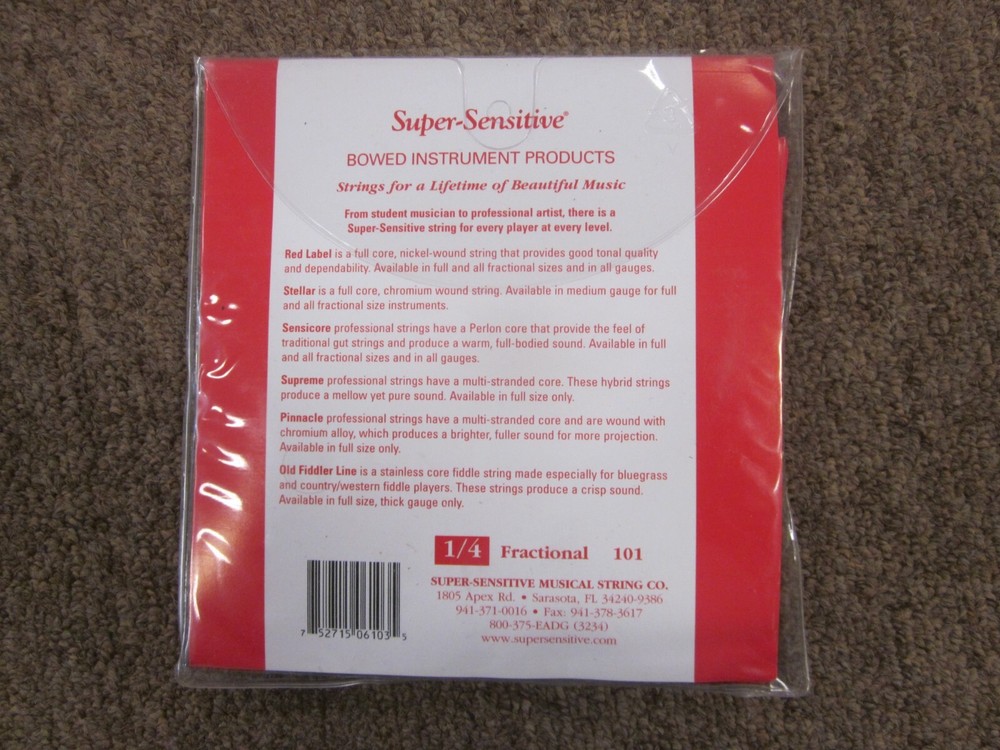 Super-Sensitive®
BOWED INSTRUMENT PRODUCTS
Strings for a Lifetime of Beautiful Music
From student musician to professional artist, there is a
Super-Sensitive string for every player at every level.
Red Label is a full core, nickel-wound string that provides good tonal quality
and dependability. Available in full and all fractional sizes and in all gauges.
Stellar is a full core, chromium wound string. Available in medium gauge for full
and all fractional size instruments.
Sensicore professional strings have a Perlon core that provide the feel of
traditional gut strings and produce a warm, full-bodied sound. Available in full
and all fractional sizes and in all gauges.
Supreme professional strings have a multi-stranded core. These hybrid strings
produce a mellow yet pure sound. Available in full size only.
Pinnacle professional strings have a multi-stranded core and are wound with
chromium alloy, which produces a brighter, fuller sound for more projection.
Available in full size only.
Old Fiddler Line is a stainless core fiddle string made especially for bluegrass
and country/western fiddle players. These strings produce a crisp sound.
Available in full size, thick gauge only.
1/4 Fractional 101
SUPER-SENSITIVE MUSICAL STRING CO.
1805 Apex Rd. • Sarasota, FL 34240-9386
941-371-0016 • Fax: 941-378-3617
800-375-EADG (3234)
www.supersensitive.com
7 52715 06103 5